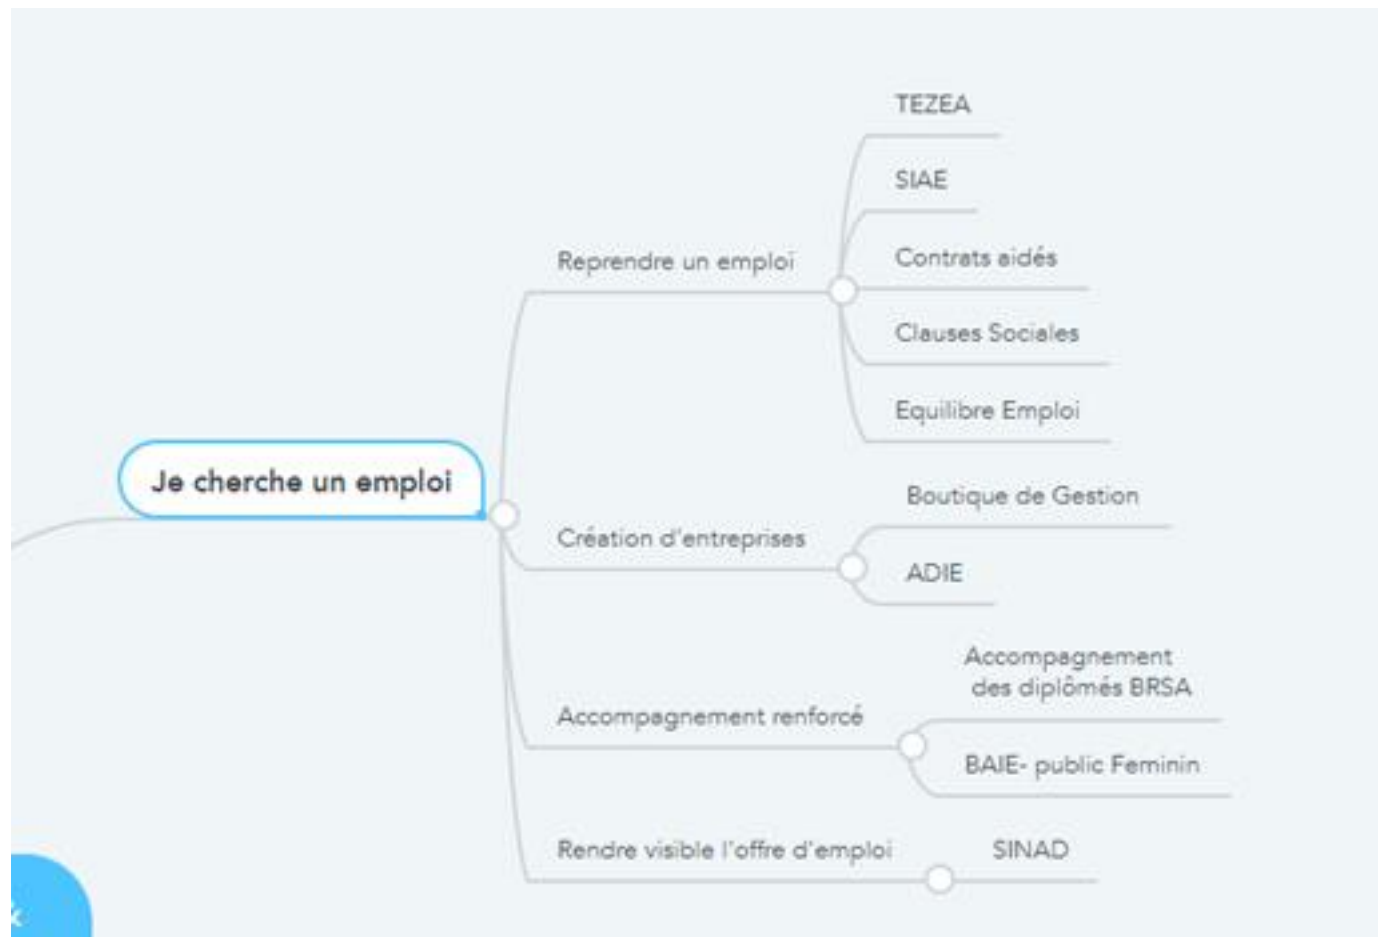 TEZEA
SIAE
Reprendre un emploi
Contrats aidés
Clauses Sociales
Equilibre Emploi
Je cherche un emploi
Création d'entreprises
Boutique de Gestion
ADIE
Accompagnement renforcé
Accompagnement
des diplômés BRSA
BAIE- public Feminin
Rendre visible l'offre d'emploi
SINAD